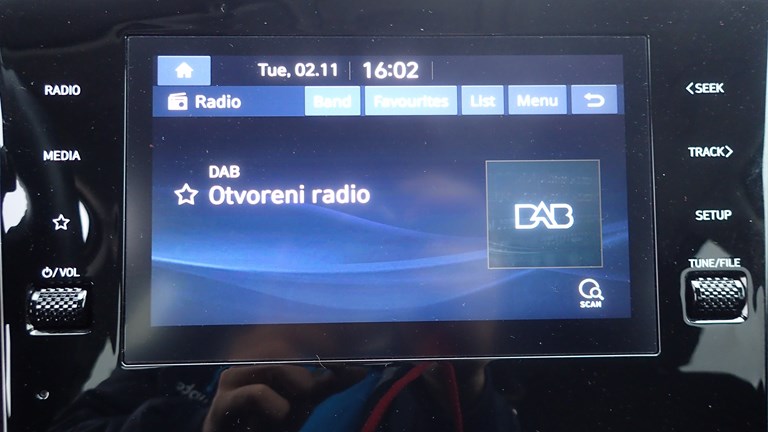 Tue, 02.11 16:02
Radio Band Favourites List Menu
DAB
Otvoreni radio
DAB
SCAN
RADIO
MEDIA
/VOL
<SEEK
TRACK>
SETUP
TUNE/FILE